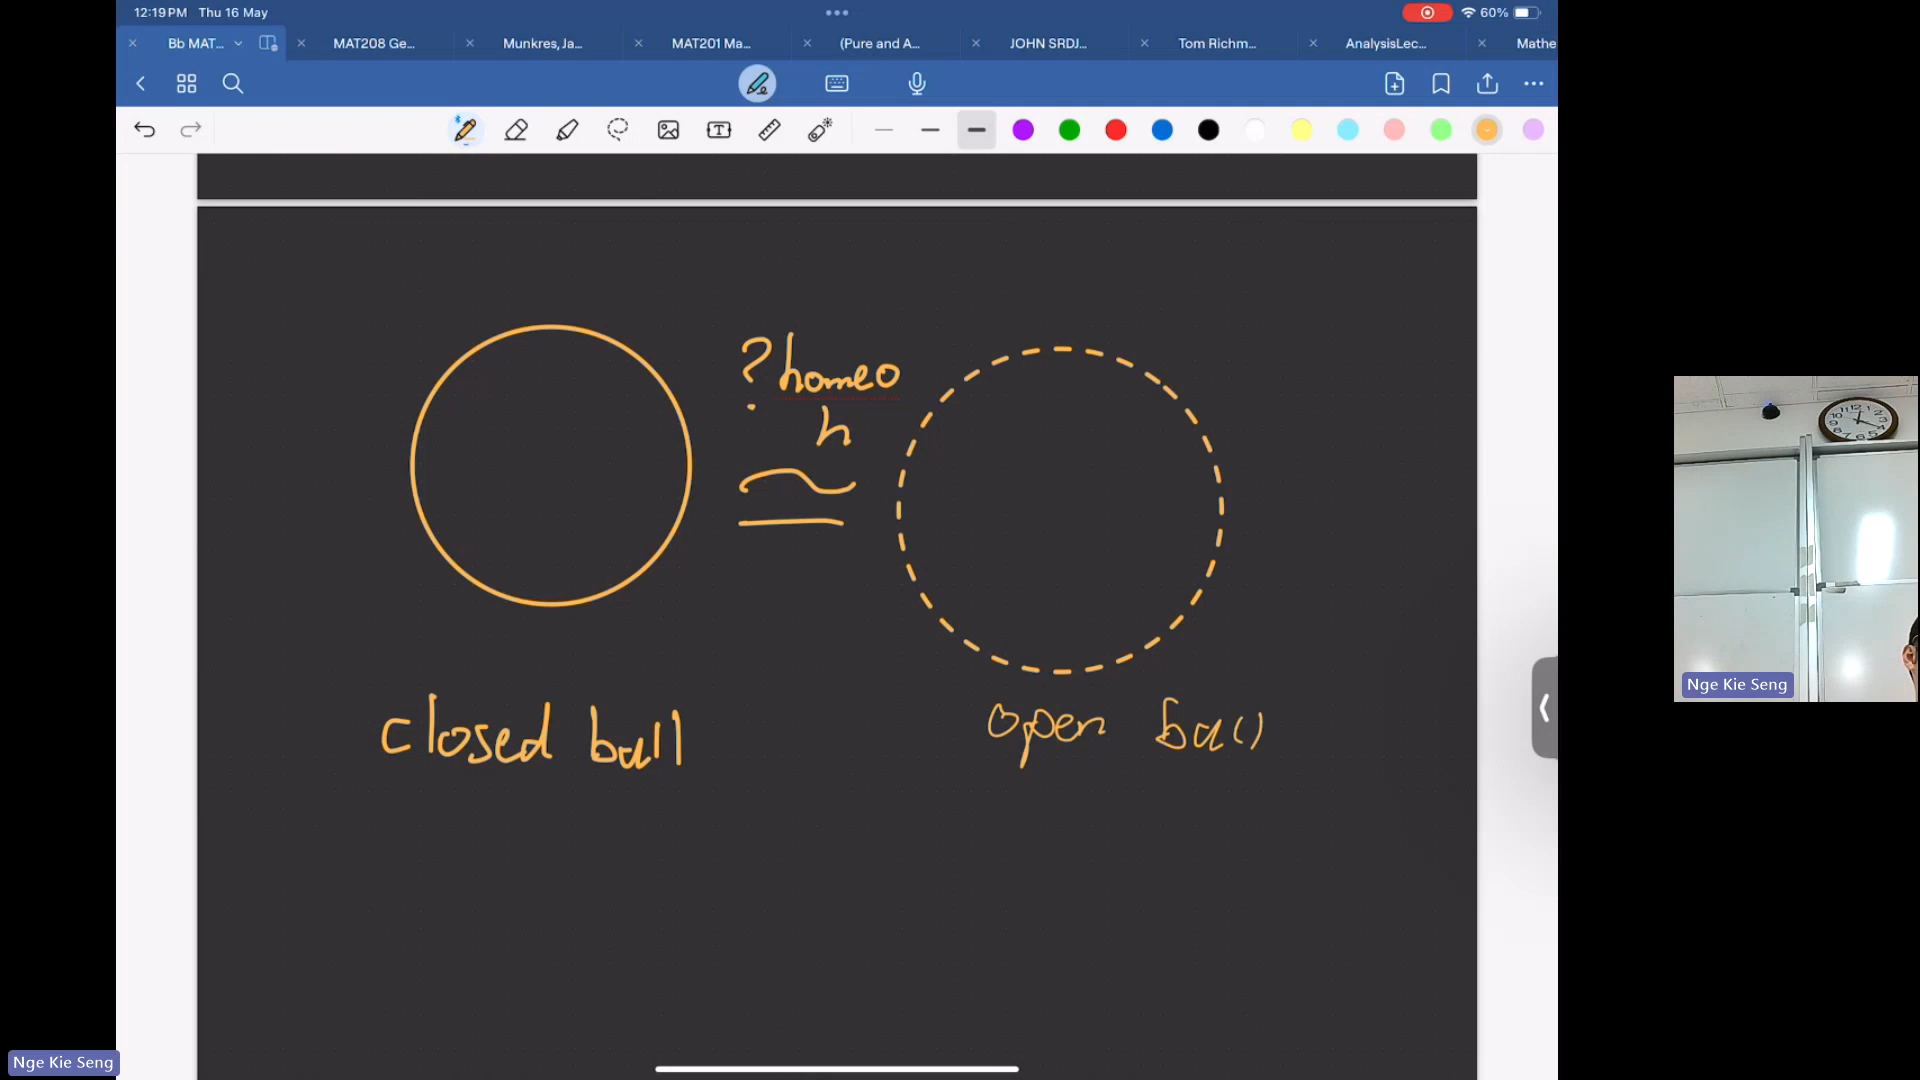 12:19 PM Thu 16 May
60%
Bb MAT...
MAT208 Ge...
Munkres, Ja...
MAT201 Ma...
(Pure and A...
JOHN SRDJ...
Tom Richm...
AnalysisLec...
Mathe
? homeo
h
≅
closed ball
open ball
Nge Kie Seng
Nge Kie Seng